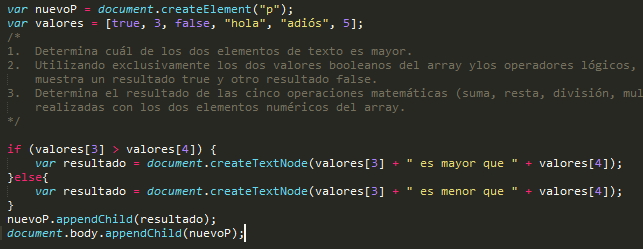 var nuevoP = document.createElement("p");
var valores = [true, 3, false, "hola", "adiós", 5];
/*
1.  Determina cuál de los dos elementos de texto es mayor.
2.  Utilizando exclusivamente los dos valores booleanos del array ylos operadores lógicos,
    muestra un resultado true y otro resultado false.
3.  Determina el resultado de las cinco operaciones matemáticas (suma, resta, división, mul
    realizadas con los dos elementos numéricos del array.
*/
if (valores[3] > valores[4]) {
    var resultado = document.createTextNode(valores[3] + " es mayor que " + valores[4]);
}else{
    var resultado = document.createTextNode(valores[3] + " es menor que " + valores[4]);
}
nuevoP.appendChild(resultado);
document.body.appendChild(nuevoP);